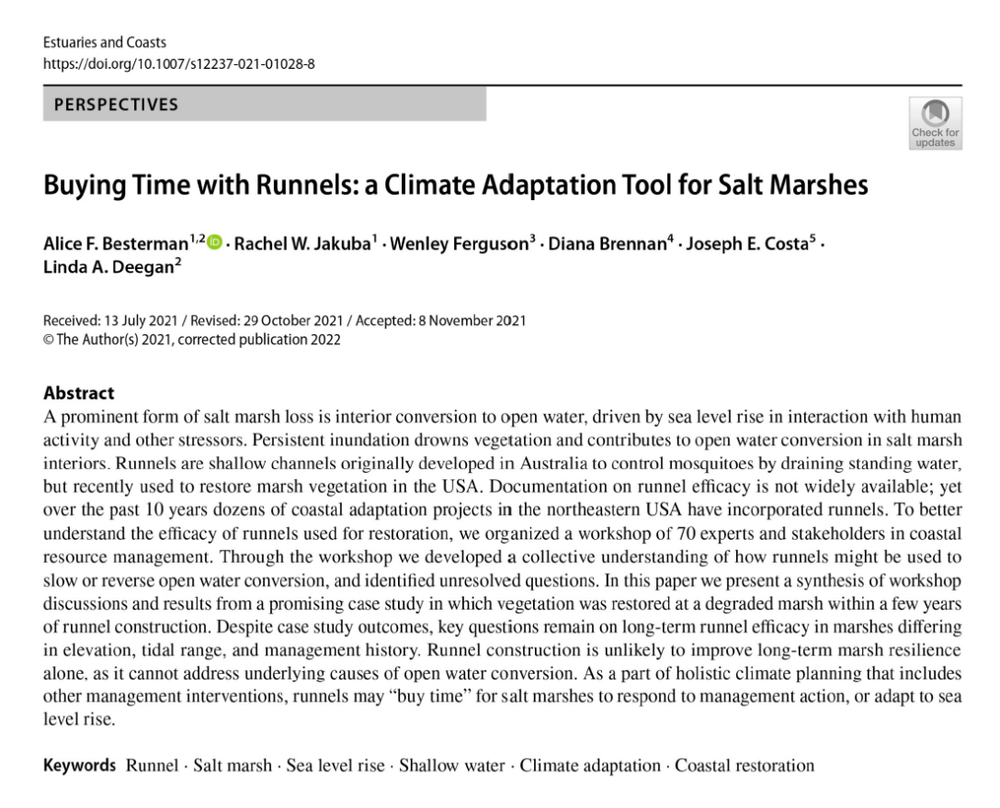 Estuaries and Coasts
https://doi.org/10.1007/s12237-021-01028-8
PERSPECTIVES
Check for
updates
Buying Time with Runnels: a Climate Adaptation Tool for Salt Marshes
Alice F. Besterman1,2 iD · Rachel W. Jakuba1 · Wenley Ferguson3 · Diana Brennan4 · Joseph E. Costa5 ·
Linda A. Deegan2
Received: 13 July 2021 / Revised: 29 October 2021 / Accepted: 8 November 2021
© The Author(s) 2021, corrected publication 2022
Abstract
A prominent form of salt marsh loss is interior conversion to open water, driven by sea level rise in interaction with human
activity and other stressors. Persistent inundation drowns vegetation and contributes to open water conversion in salt marsh
interiors. Runnels are shallow channels originally developed in Australia to control mosquitoes by draining standing water,
but recently used to restore marsh vegetation in the USA. Documentation on runnel efficacy is not widely available; yet
over the past 10 years dozens of coastal adaptation projects in the northeastern USA have incorporated runnels. To better
understand the efficacy of runnels used for restoration, we organized a workshop of 70 experts and stakeholders in coastal
resource management. Through the workshop we developed a collective understanding of how runnels might be used to
slow or reverse open water conversion, and identified unresolved questions. In this paper we present a synthesis of workshop
discussions and results from a promising case study in which vegetation was restored at a degraded marsh within a few years
of runnel construction. Despite case study outcomes, key questions remain on long-term runnel efficacy in marshes differing
in elevation, tidal range, and management history. Runnel construction is unlikely to improve long-term marsh resilience
alone, as it cannot address underlying causes of open water conversion. As a part of holistic climate planning that includes
other management interventions, runnels may “buy time” for salt marshes to respond to management action, or adapt to sea
level rise.
Keywords Runnel · Salt marsh · Sea level rise · Shallow water · Climate adaptation · Coastal restoration